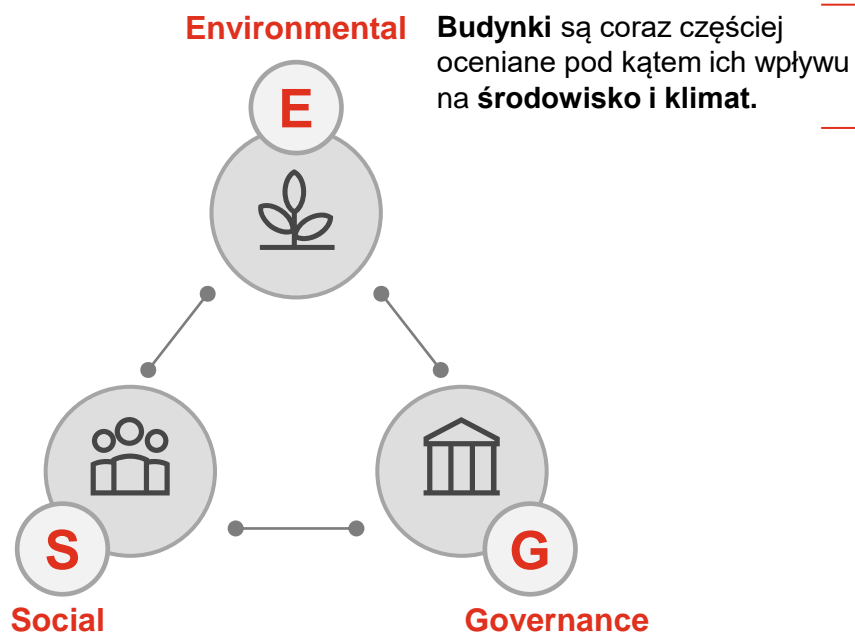 Environmental
Budynki są coraz częściej
oceniane pod kątem ich wpływu
na środowisko i klimat.
E
S
G
Social
Governance